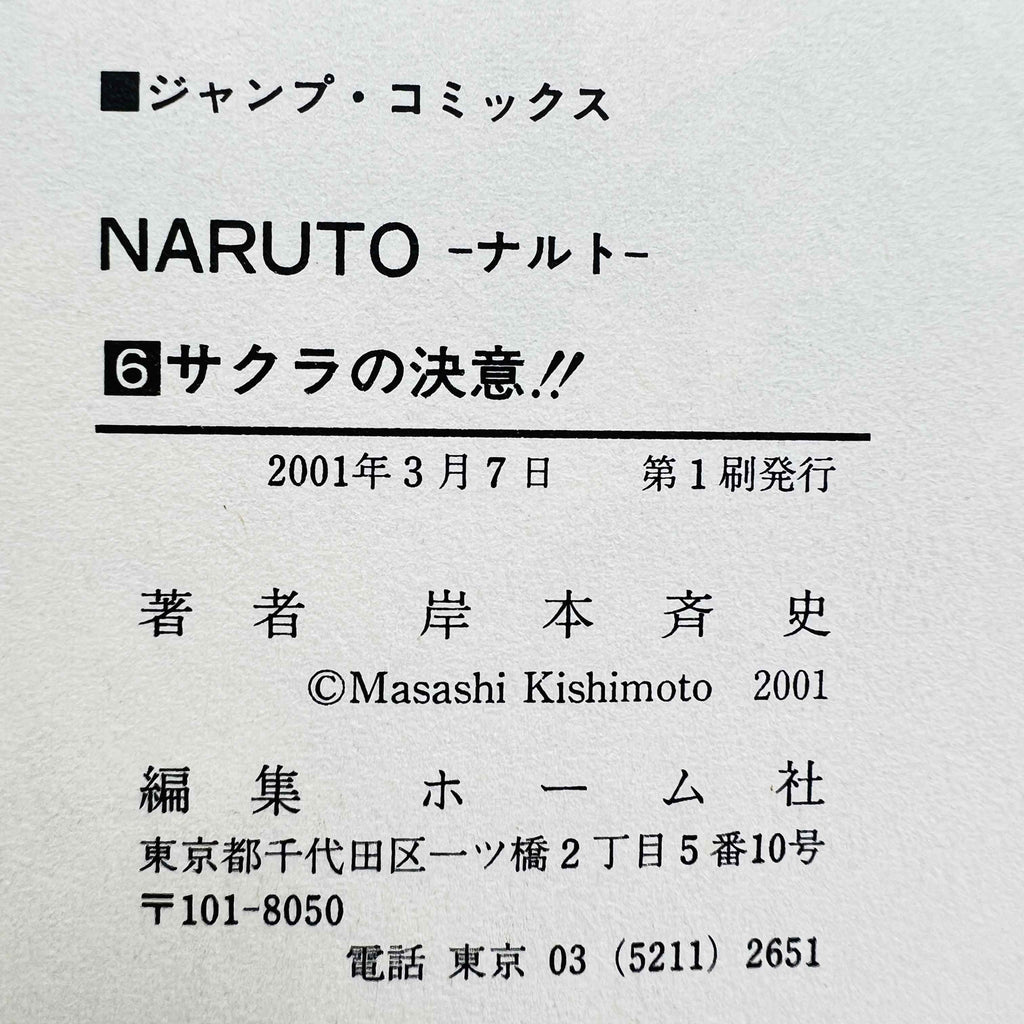 ■ジャンプ・コミックス
NARUTO -ナルト-
6サクラの決意!!
2001年3月7日　第1刷発行
著者　岸本斉史
©Masashi Kishimoto 2001
編集　ホーム社
東京都千代田区一ツ橋2丁目5番10号
〒101-8050
電話 東京 03 (5211) 2651